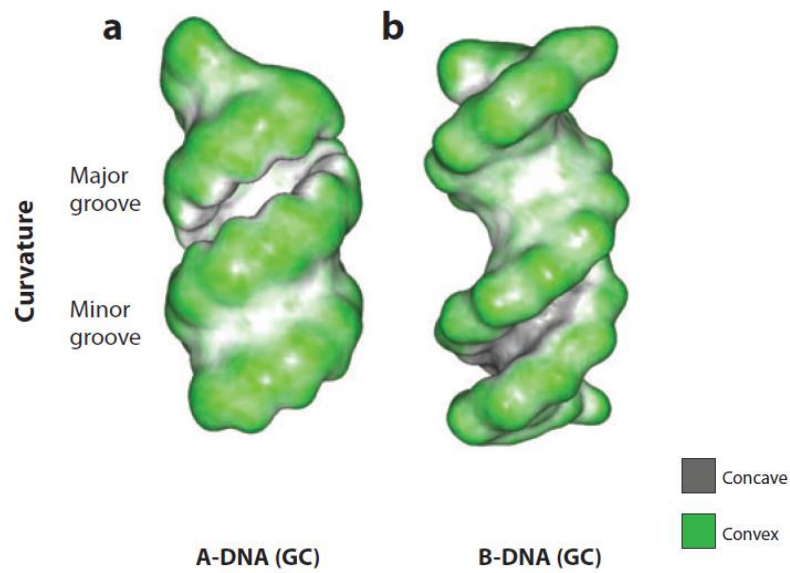 a
b
Major
groove
Curvature
Minor
groove
Concave
Convex
A-DNA (GC)
B-DNA (GC)